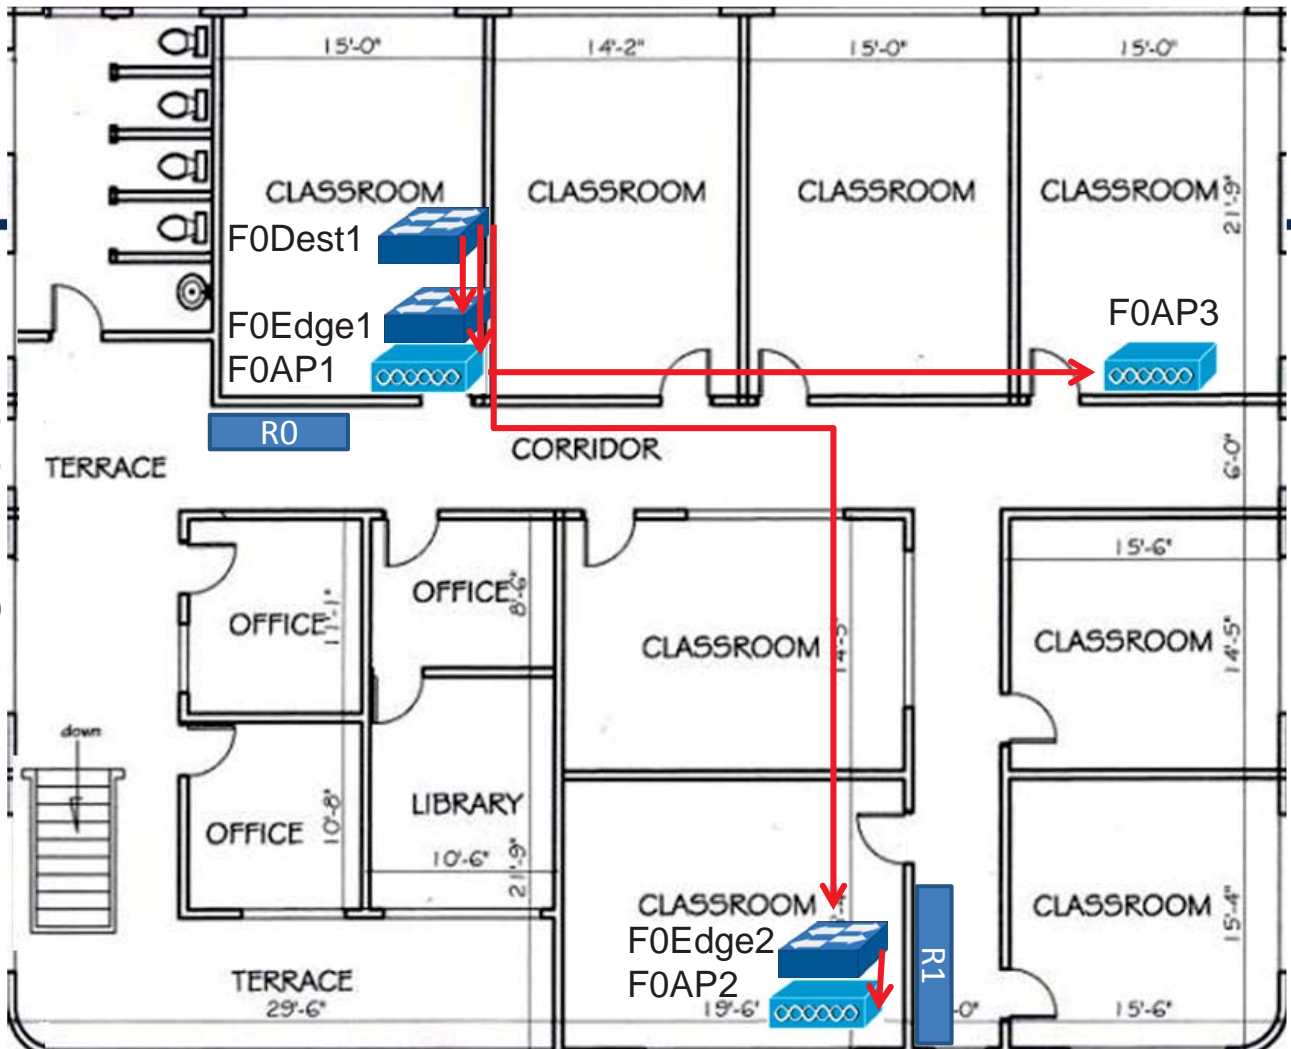 15'-0"
14'-2"
15'-0"
15'-0"
CLASSROOM
CLASSROOM
CLASSROOM
CLASSROOM
21'-9"
F0Dest1
F0Edge1
F0AP1
F0AP3
R0
CORRIDOR
TERRACE
6'-0"
15'-6"
OFFICE
11'-1"
OFFICE
8'-6"
CLASSROOM
14'-5"
CLASSROOM
14'-5"
down
LIBRARY
OFFICE
10'-8"
10'-6"
21'-9"
CLASSROOM
CLASSROOM
15'-4"
F0Edge2
F0AP2
R1
TERRACE
29'-6"
19'-6"
-0"
15'-6"